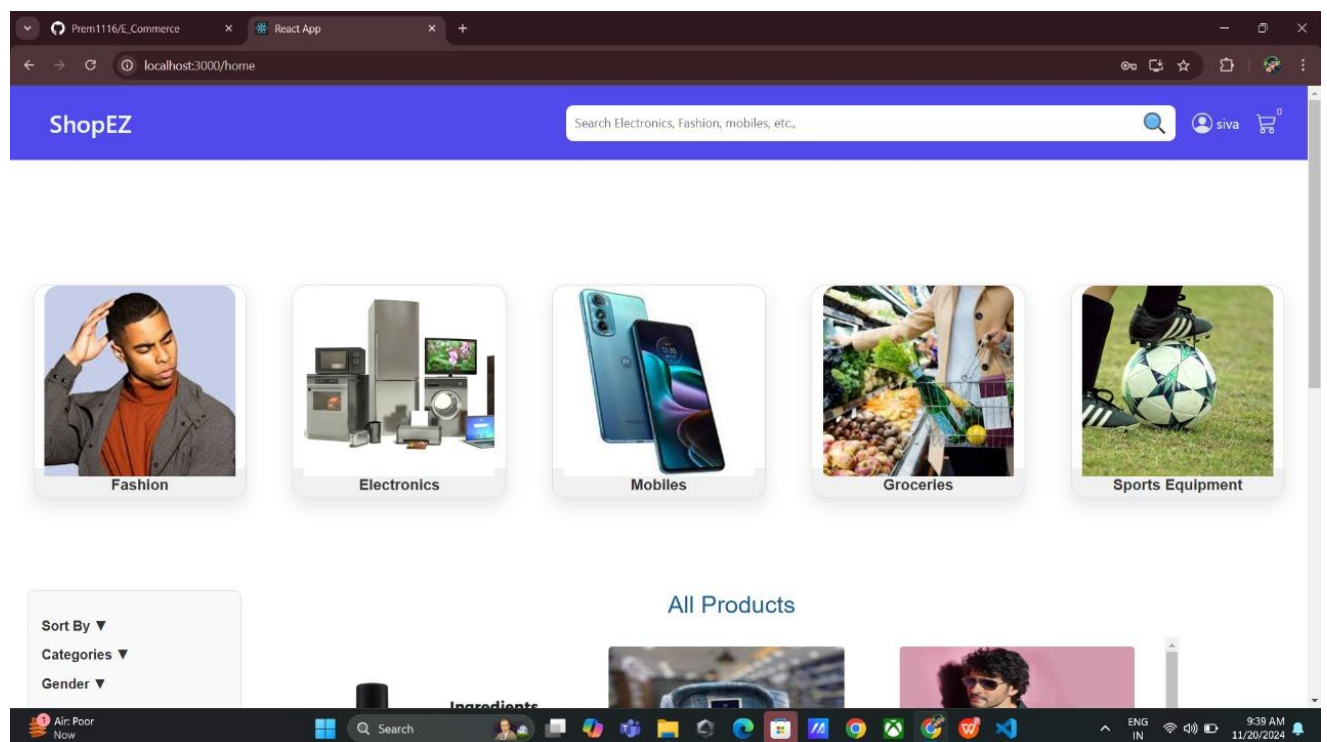 Prem1116/E_Commerce
React App
localhost:3000/home
ShopEZ
Search Electronics, Fashion, mobiles, etc.,
siva
0
Fashion
Electronics
Mobiles
Groceries
Sports Equipment
All Products
Sort By ▼
Categories ▼
Gender ▼
Ingredients
1
Air: Poor
Now
Search
ENG
IN
9:39 AM
11/20/2024